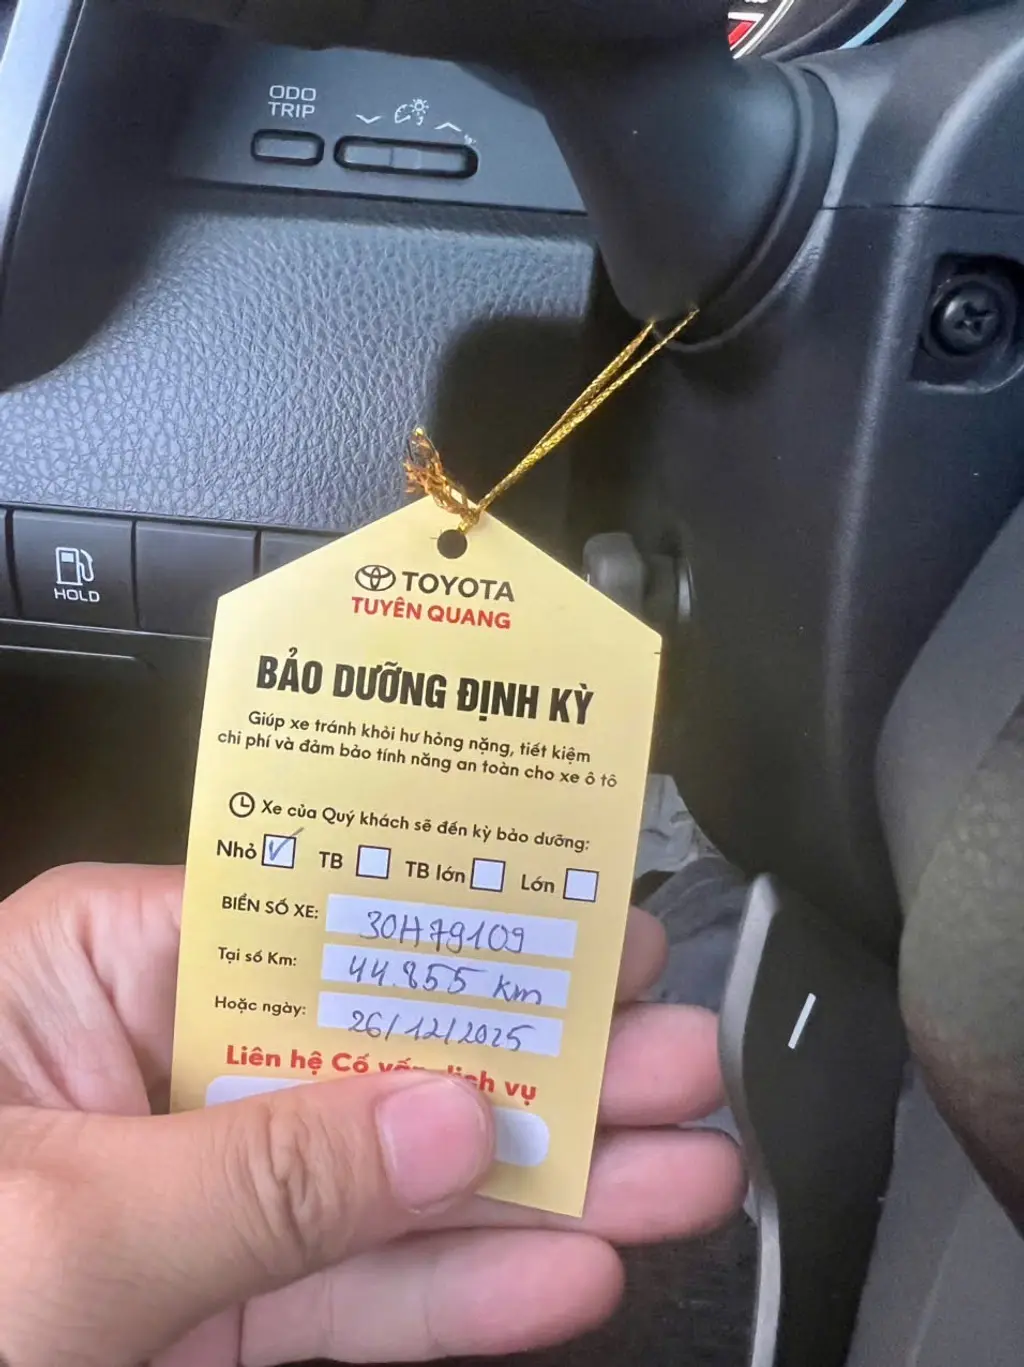 ODO
TRIP
HOLD
TOYOTA
TUYÊN QUANG
BẢO DƯỠNG ĐỊNH KỲ
Giúp xe tránh khỏi hư hỏng nặng, tiết kiệm
chi phí và đảm bảo tính năng an toàn cho xe ô tô
Xe của Quý khách sẽ đến kỳ bảo dưỡng:
Nhỏ TB TB lớn Lớn
BIỂN SỐ XE: 30H79109
Tại số Km: 44.855 km
Hoặc ngày: 26/12/2025
Liên hệ Cố vấn dịch vụ